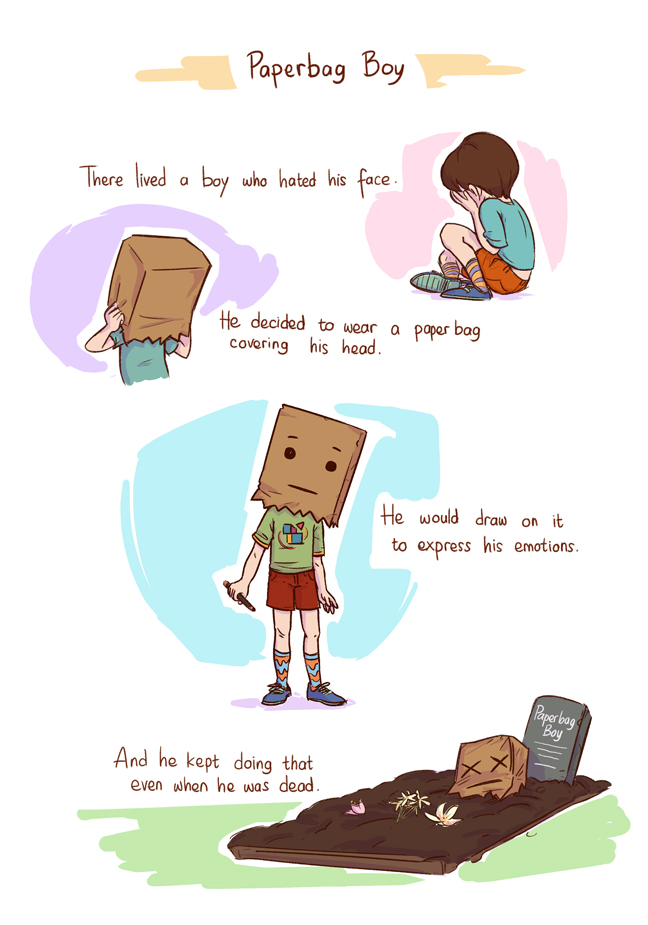 Paperbag Boy
There lived a boy who hated his face.
He decided to wear a paper bag
covering his head.
He would draw on it
to express his emotions.
And he kept doing that
even when he was dead.
Paperbag
Boy